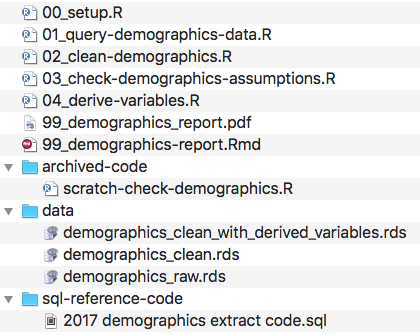 00_setup.R
01_query-demographics-data.R
02_clean-demographics.R
03_check-demographics-assumptions.R
04_derive-variables.R
99_demographics_report.pdf
99_demographics-report.Rmd
archived-code
scratch-check-demographics.R
data
demographics_clean_with_derived_variables.rds
demographics_clean.rds
demographics_raw.rds
sql-reference-code
2017 demographics extract code.sql